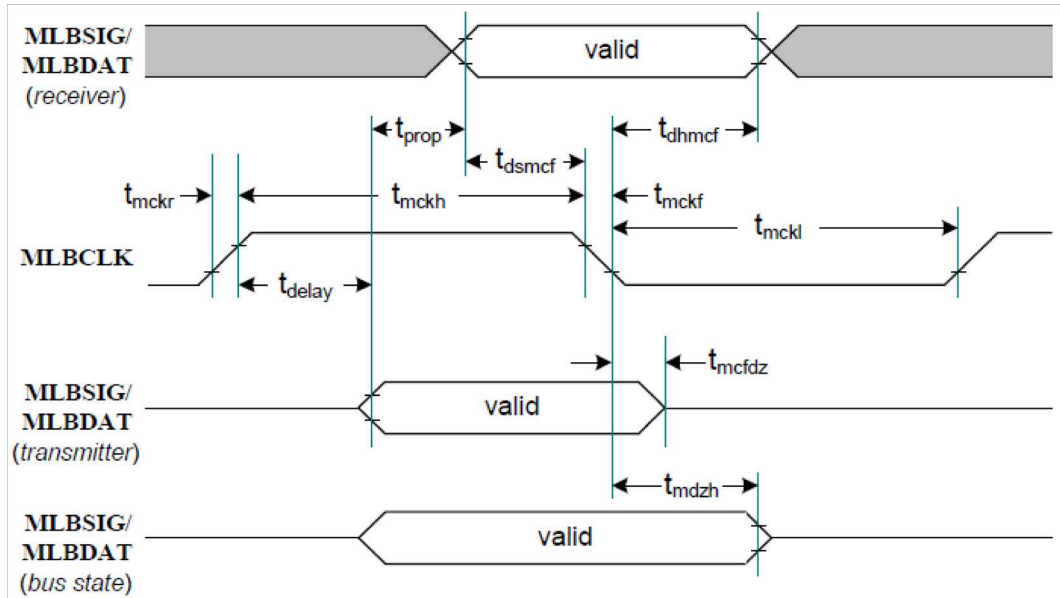 MLBSIG/
MLBDAT
(receiver)
valid
tprop
tdhmcf
tdsmcf
tmckr
tmckh
tmckf
tmckl
MLBCLK
tdelay
tmcfdz
MLBSIG/
MLBDAT
(transmitter)
valid
tmdzh
MLBSIG/
MLBDAT
(bus state)
valid